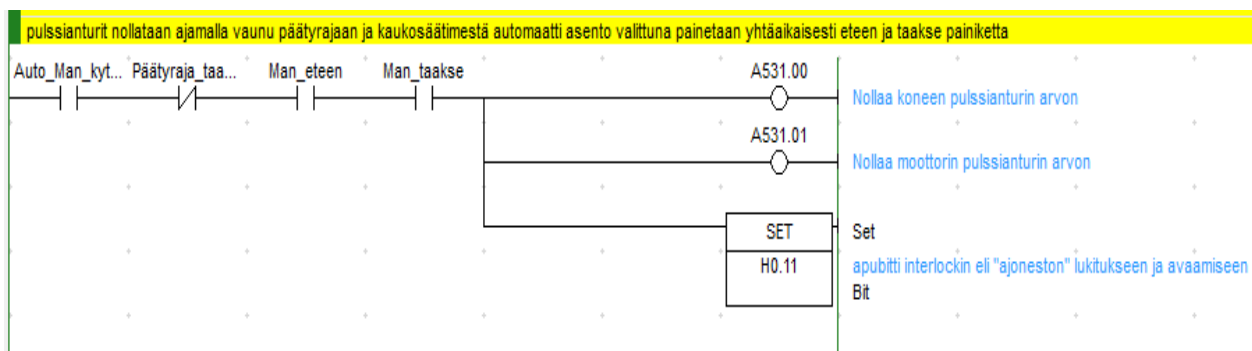 pulssianturit nollataan ajamalla vaunu päätyrajaan ja kaukosäätimestä automaatti asento valittuna painetaan yhtäaikaisesti eteen ja taakse painiketta
Auto_Man_kyt... Päätyraja_taa... Man_eteen Man_taakse A531.00
Nollaa koneen pulssianturin arvon
A531.01
Nollaa moottorin pulssianturin arvon
SET Set
H0.11 apubitti interlockin eli "ajoneston" lukitukseen ja avaamiseen
Bit